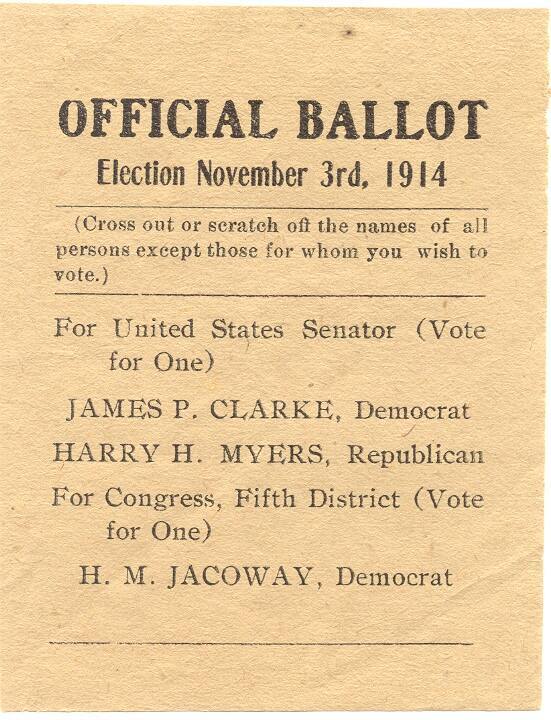 OFFICIAL BALLOT
Election November 3rd, 1914
(Cross out or scratch off the names of all
persons except those for whom you wish to
vote.)
For United States Senator (Vote
for One)
JAMES P. CLARKE, Democrat
HARRY H. MYERS, Republican
For Congress, Fifth District (Vote
for One)
H. M. JACOWAY, Democrat